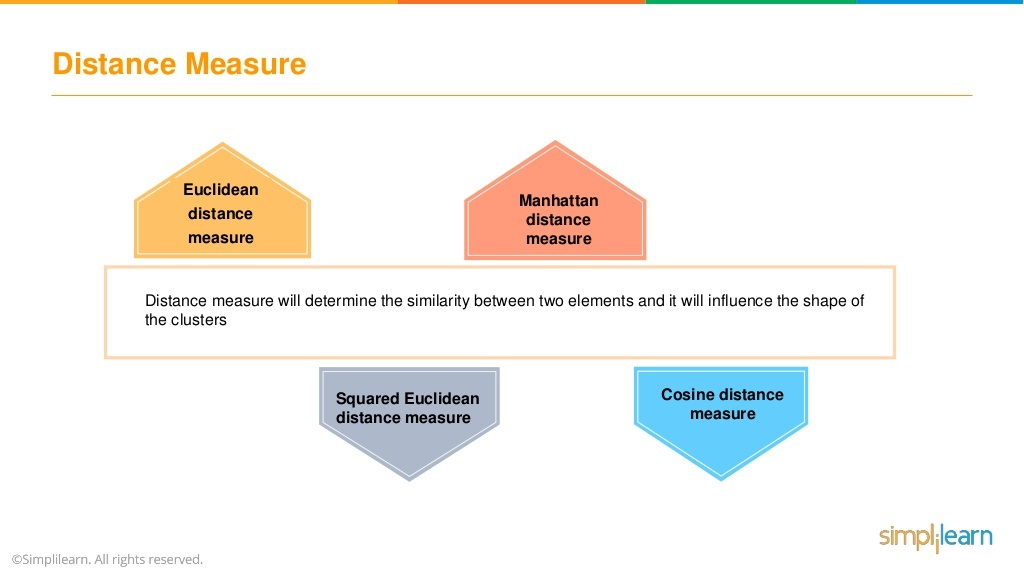 Distance Measure
Euclidean
distance
measure
Manhattan
distance
measure
Distance measure will determine the similarity between two elements and it will influence the shape of
the clusters
Squared Euclidean
distance measure
Cosine distance
measure
simplilearn
©Simplilearn. All rights reserved.